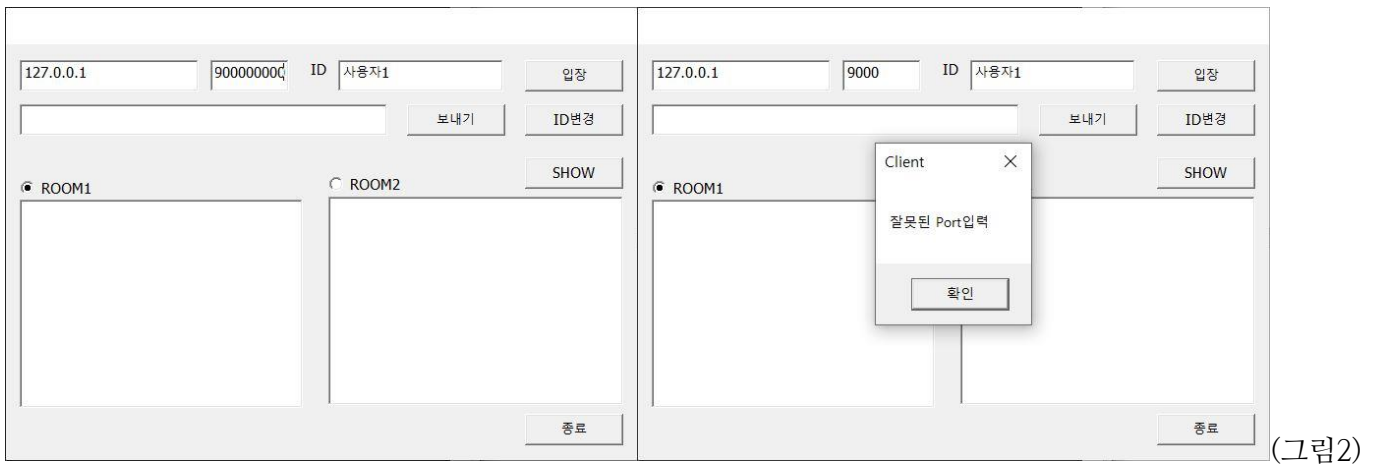 127.0.0.1 900000000 ID 사용자1 입장
보내기 ID변경
SHOW
ROOM1 ROOM2
종료
127.0.0.1 9000 ID 사용자1 입장
보내기 ID변경
SHOW
ROOM1
Client
잘못된 Port입력
확인
종료
(그림2)